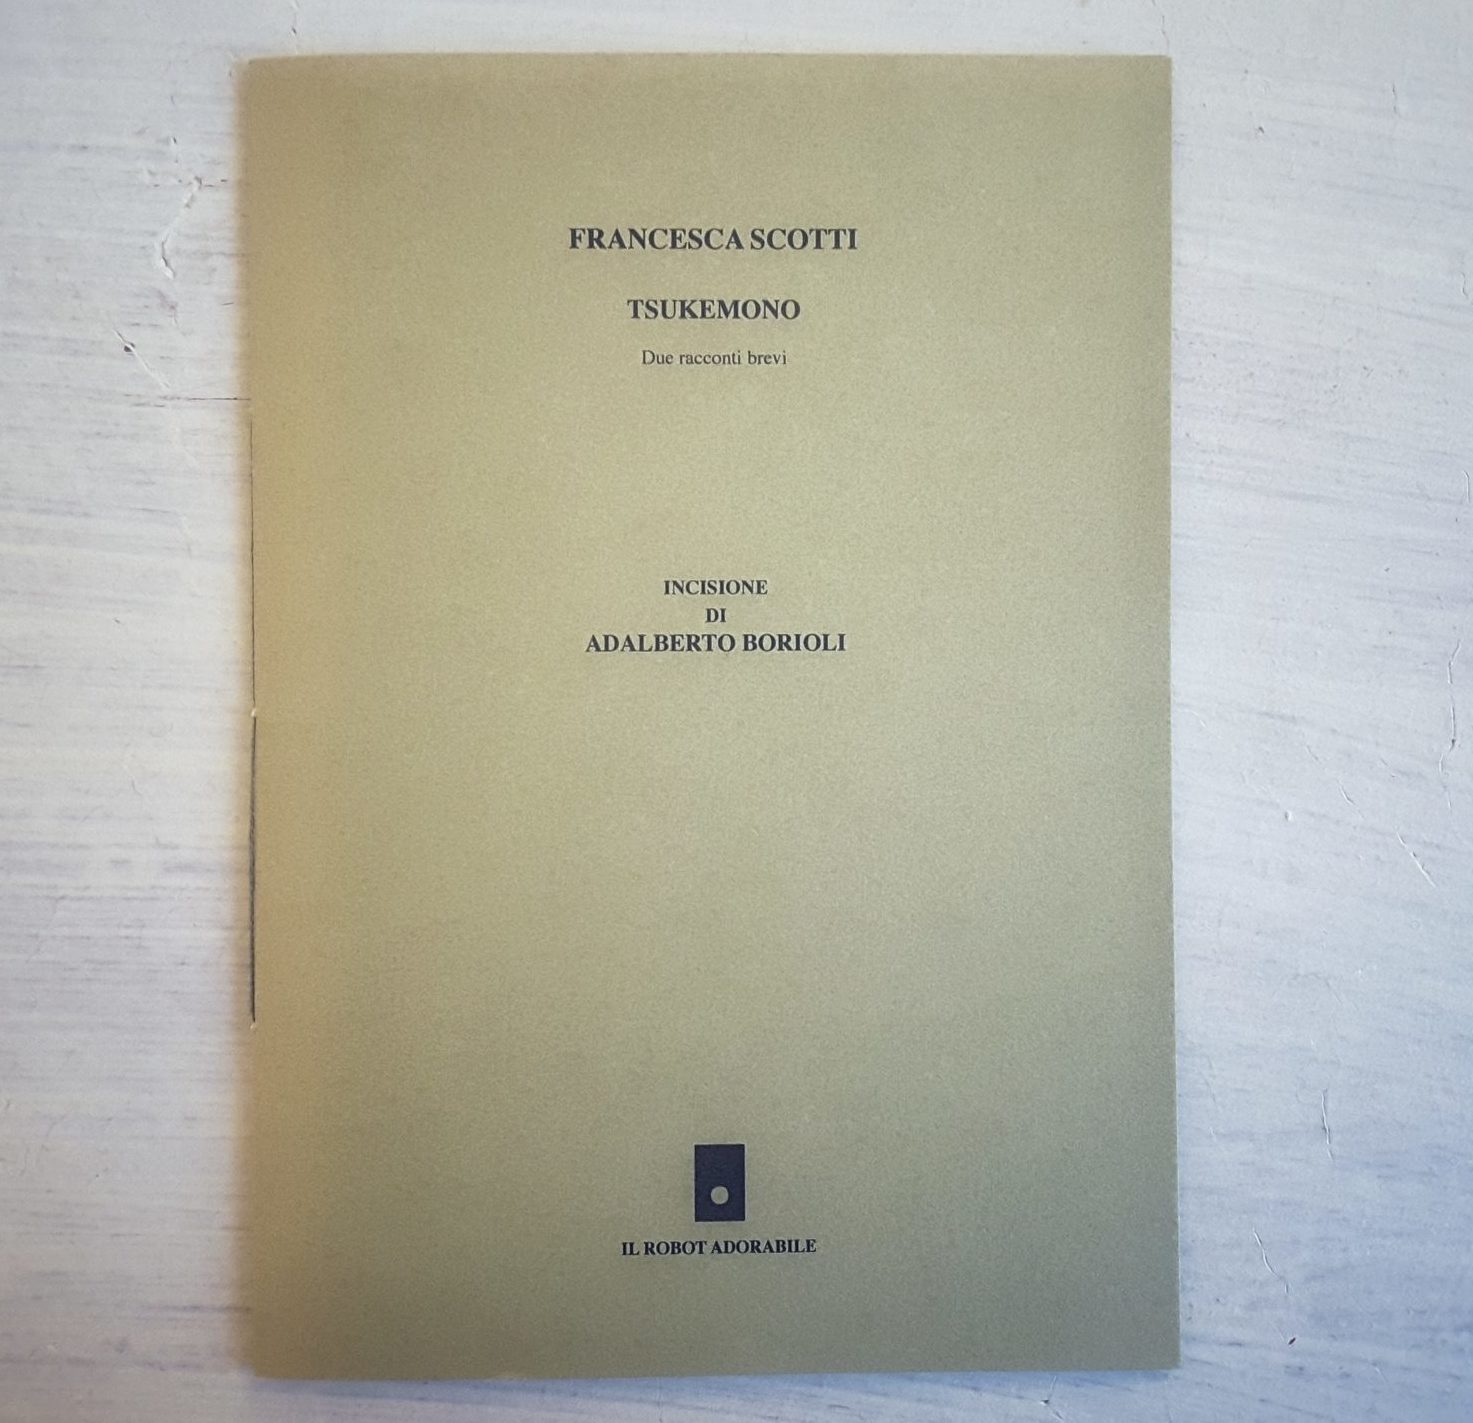 FRANCESCA SCOTTI
TSUKEMONO
Due racconti brevi
INCISIONE
DI
ADALBERTO BORIOLI
IL ROBOT ADORABILE